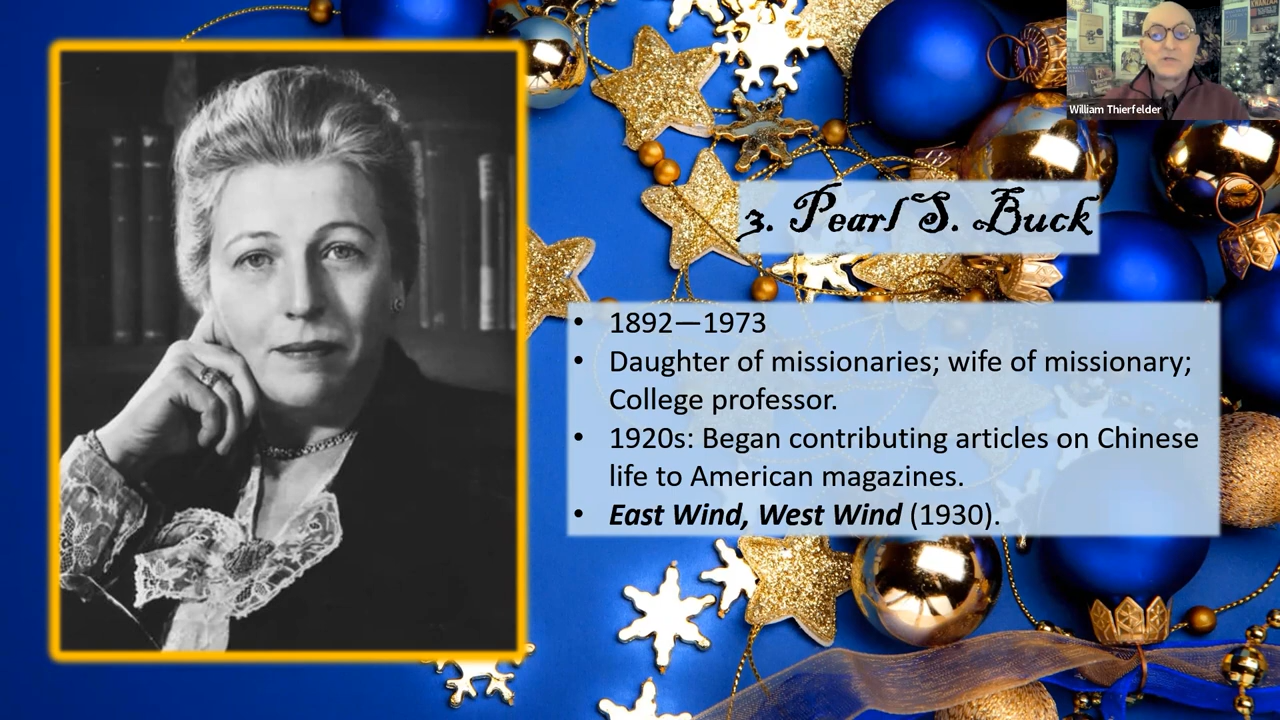 William Thierfelder
3. Pearl S. Buck
• 1892—1973
• Daughter of missionaries; wife of missionary;
College professor.
• 1920s: Began contributing articles on Chinese
life to American magazines.
• East Wind, West Wind (1930).